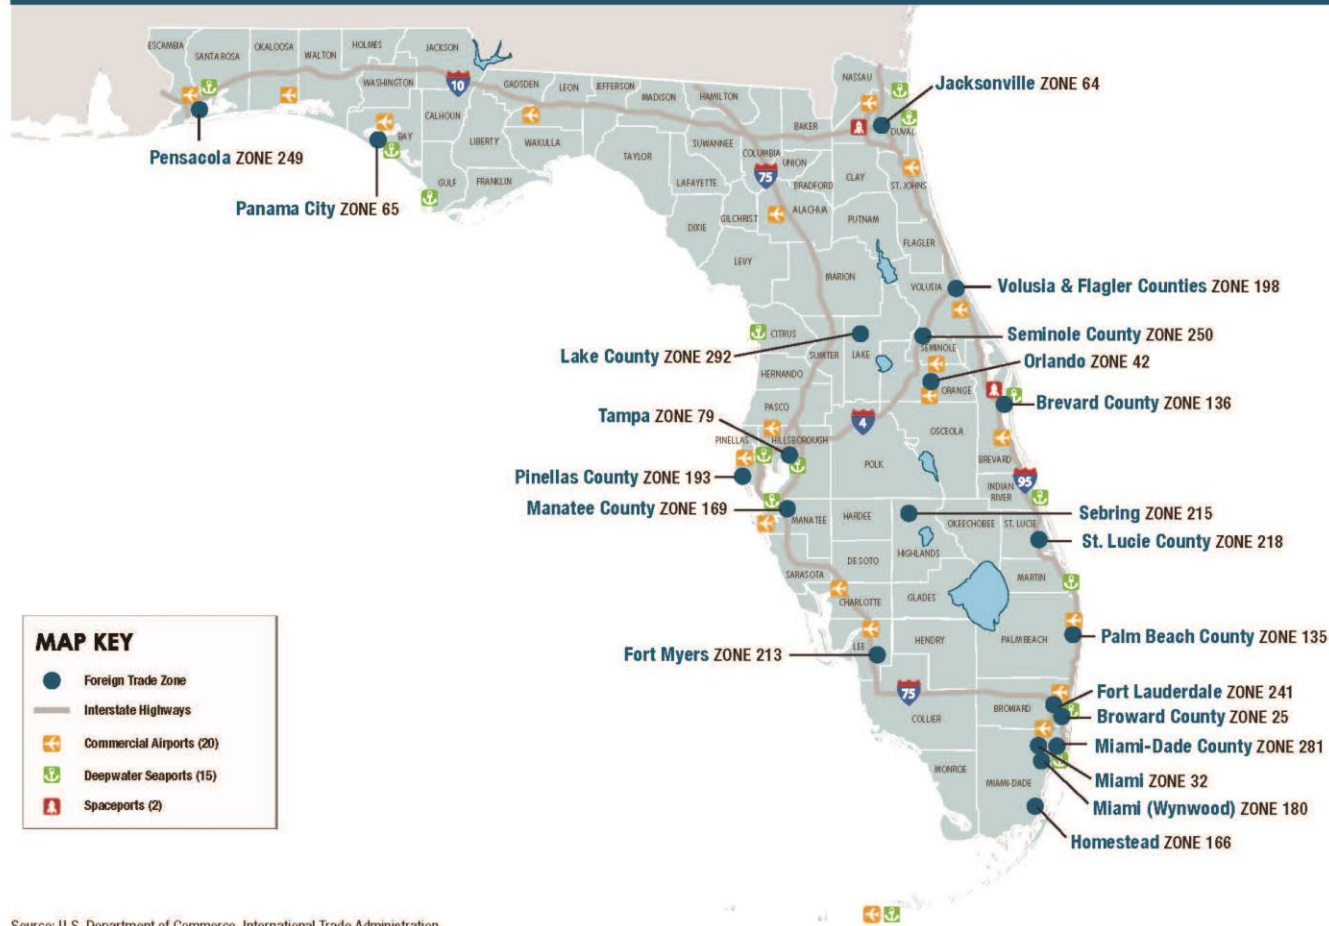 ESCAMBIA
SANTA ROSA
OKALOOSA
WALTON
HOLMES
JACKSON
WASHINGTON
10
GADSDEN
LEON
JEFFERSON
MADISON
HAMILTON
NASSAU
Jacksonville ZONE 64
BAY
CALHOUN
LIBERTY
WAKULLA
TAYLOR
SUWANNEE
COLUMBIA
BAKER
DUVAL
Pensacola ZONE 249
GULF
FRANKLIN
LAFAYETTE
75
UNION
BRADFORD
CLAY
ST. JOHNS
Panama City ZONE 65
DIXIE
GILCHRIST
ALACHUA
PUTNAM
FLAGLER
LEVY
MARION
VOLUSIA
Volusia & Flagler Counties ZONE 198
CITRUS
Lake County ZONE 292
SUMTER
LAKE
SEMINOLE
Seminole County ZONE 250
HERNANDO
ORANGE
Orlando ZONE 42
PASCO
Brevard County ZONE 136
Tampa ZONE 79
4
OSCEOLA
PINELLAS
HILLSBOROUGH
POLK
BREVARD
Pinellas County ZONE 193
INDIAN
RIVER
95
Manatee County ZONE 169
MANATEE
HARDEE
OKEECHOBEE
ST. LUCIE
Sebring ZONE 215
HIGHLANDS
St. Lucie County ZONE 218
DESOTO
SARASOTA
MARTIN
CHARLOTTE
GLADES
Fort Myers ZONE 213
LEE
HENDRY
PALM BEACH
Palm Beach County ZONE 135
75
COLLIER
BROWARD
Fort Lauderdale ZONE 241
Broward County ZONE 25
Miami-Dade County ZONE 281
MONROE
MIAMI-DADE
Miami ZONE 32
Miami (Wynwood) ZONE 180
Homestead ZONE 166
MAP KEY
Foreign Trade Zone
Interstate Highways
Commercial Airports (20)
Deepwater Seaports (15)
Spaceports (2)
Source: U.S. Department of Commerce, International Trade Administration